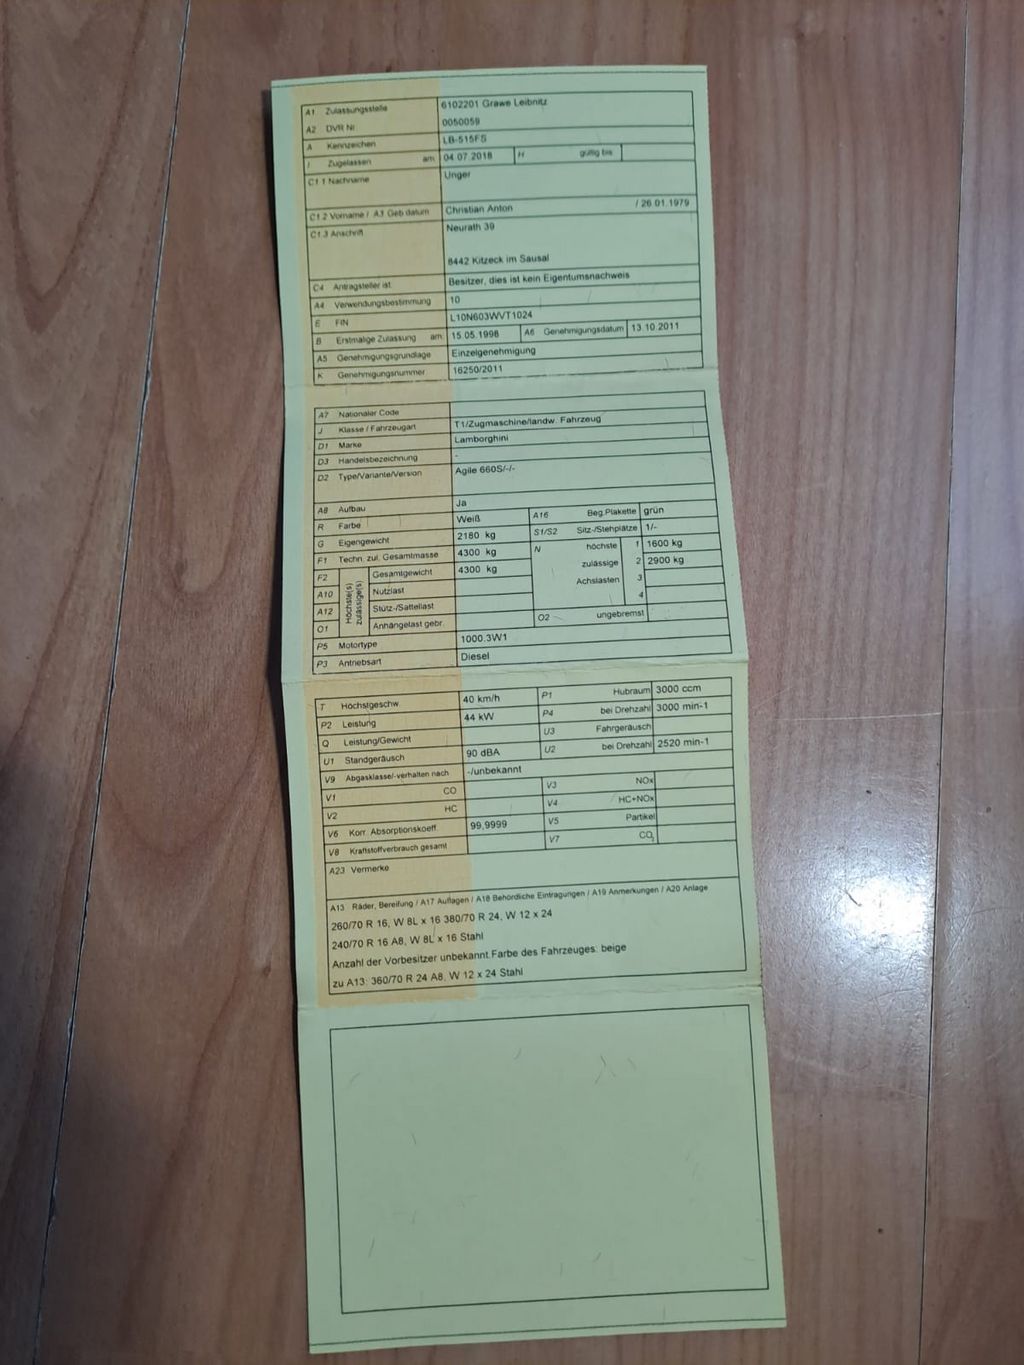 A1 Zulassungsstelle 6102201 Grawe Leibnitz
A2 DVR Nr 0050059
A Kennzeichen LB-515FS
I Zugelassen am 04.07.2018 H gültig bis
C1.1 Nachname Unger
C1.2 Vorname / A3 Geb.datum Christian Anton / 26.01.1979
C1.3 Anschrift Neurath 39
8442 Kitzeck im Sausal
C4 Antragsteller ist Besitzer, dies ist kein Eigentumsnachweis
A4 Verwendungsbestimmung 10
E FIN L10N603WVT1024
B Erstmalige Zulassung am 15.05.1998 A6 Genehmigungsdatum 13.10.2011
A5 Genehmigungsgrundlage Einzelgenehmigung
K Genehmigungsnummer 16250/2011
A7 Nationaler Code
J Klasse / Fahrzeugart T1/Zugmaschine/landw. Fahrzeug
D1 Marke Lamborghini
D3 Handelsbezeichnung -
D2 Type/Variante/Version Agile 660S/-/-
A8 Aufbau Ja
R Farbe Weiß A16 Beg.Plakette grün
G Eigengewicht 2180 kg S1/S2 Sitz-/Stehplätze 1/-
F1 Techn. zul. Gesamtmasse 4300 kg N höchste 1 1600 kg
F2 Höchste(s) zulässige(s) Gesamtgewicht 4300 kg zulässige 2 2900 kg
A10 Nutzlast Achslasten 3
A12 Stütz-/Sattellast 4
O1 Anhängelast gebr. O2 ungebremst
P5 Motortype 1000.3W1
P3 Antriebsart Diesel
T Höchstgeschw. 40 km/h P1 Hubraum 3000 ccm
P2 Leistung 44 kW P4 bei Drehzahl 3000 min-1
Q Leistung/Gewicht U3 Fahrgeräusch
U1 Standgeräusch 90 dBA U2 bei Drehzahl 2520 min-1
V9 Abgasklasse/-verhalten nach -/unbekannt
V1 CO V3 NOx
V2 HC V4 HC+NOx
V6 Korr. Absorptionskoeff. 99,9999 V5 Partikel
V8 Kraftstoffverbrauch gesamt V7 CO2
A23 Vermerke
A13 Räder, Bereifung / A17 Auflagen / A18 Behördliche Eintragungen / A19 Anmerkungen / A20 Anlage
260/70 R 16, W 8L x 16 380/70 R 24, W 12 x 24
240/70 R 16 A8, W 8L x 16 Stahl
Anzahl der Vorbesitzer unbekannt.Farbe des Fahrzeuges: beige
zu A13: 360/70 R 24 A8, W 12 x 24 Stahl